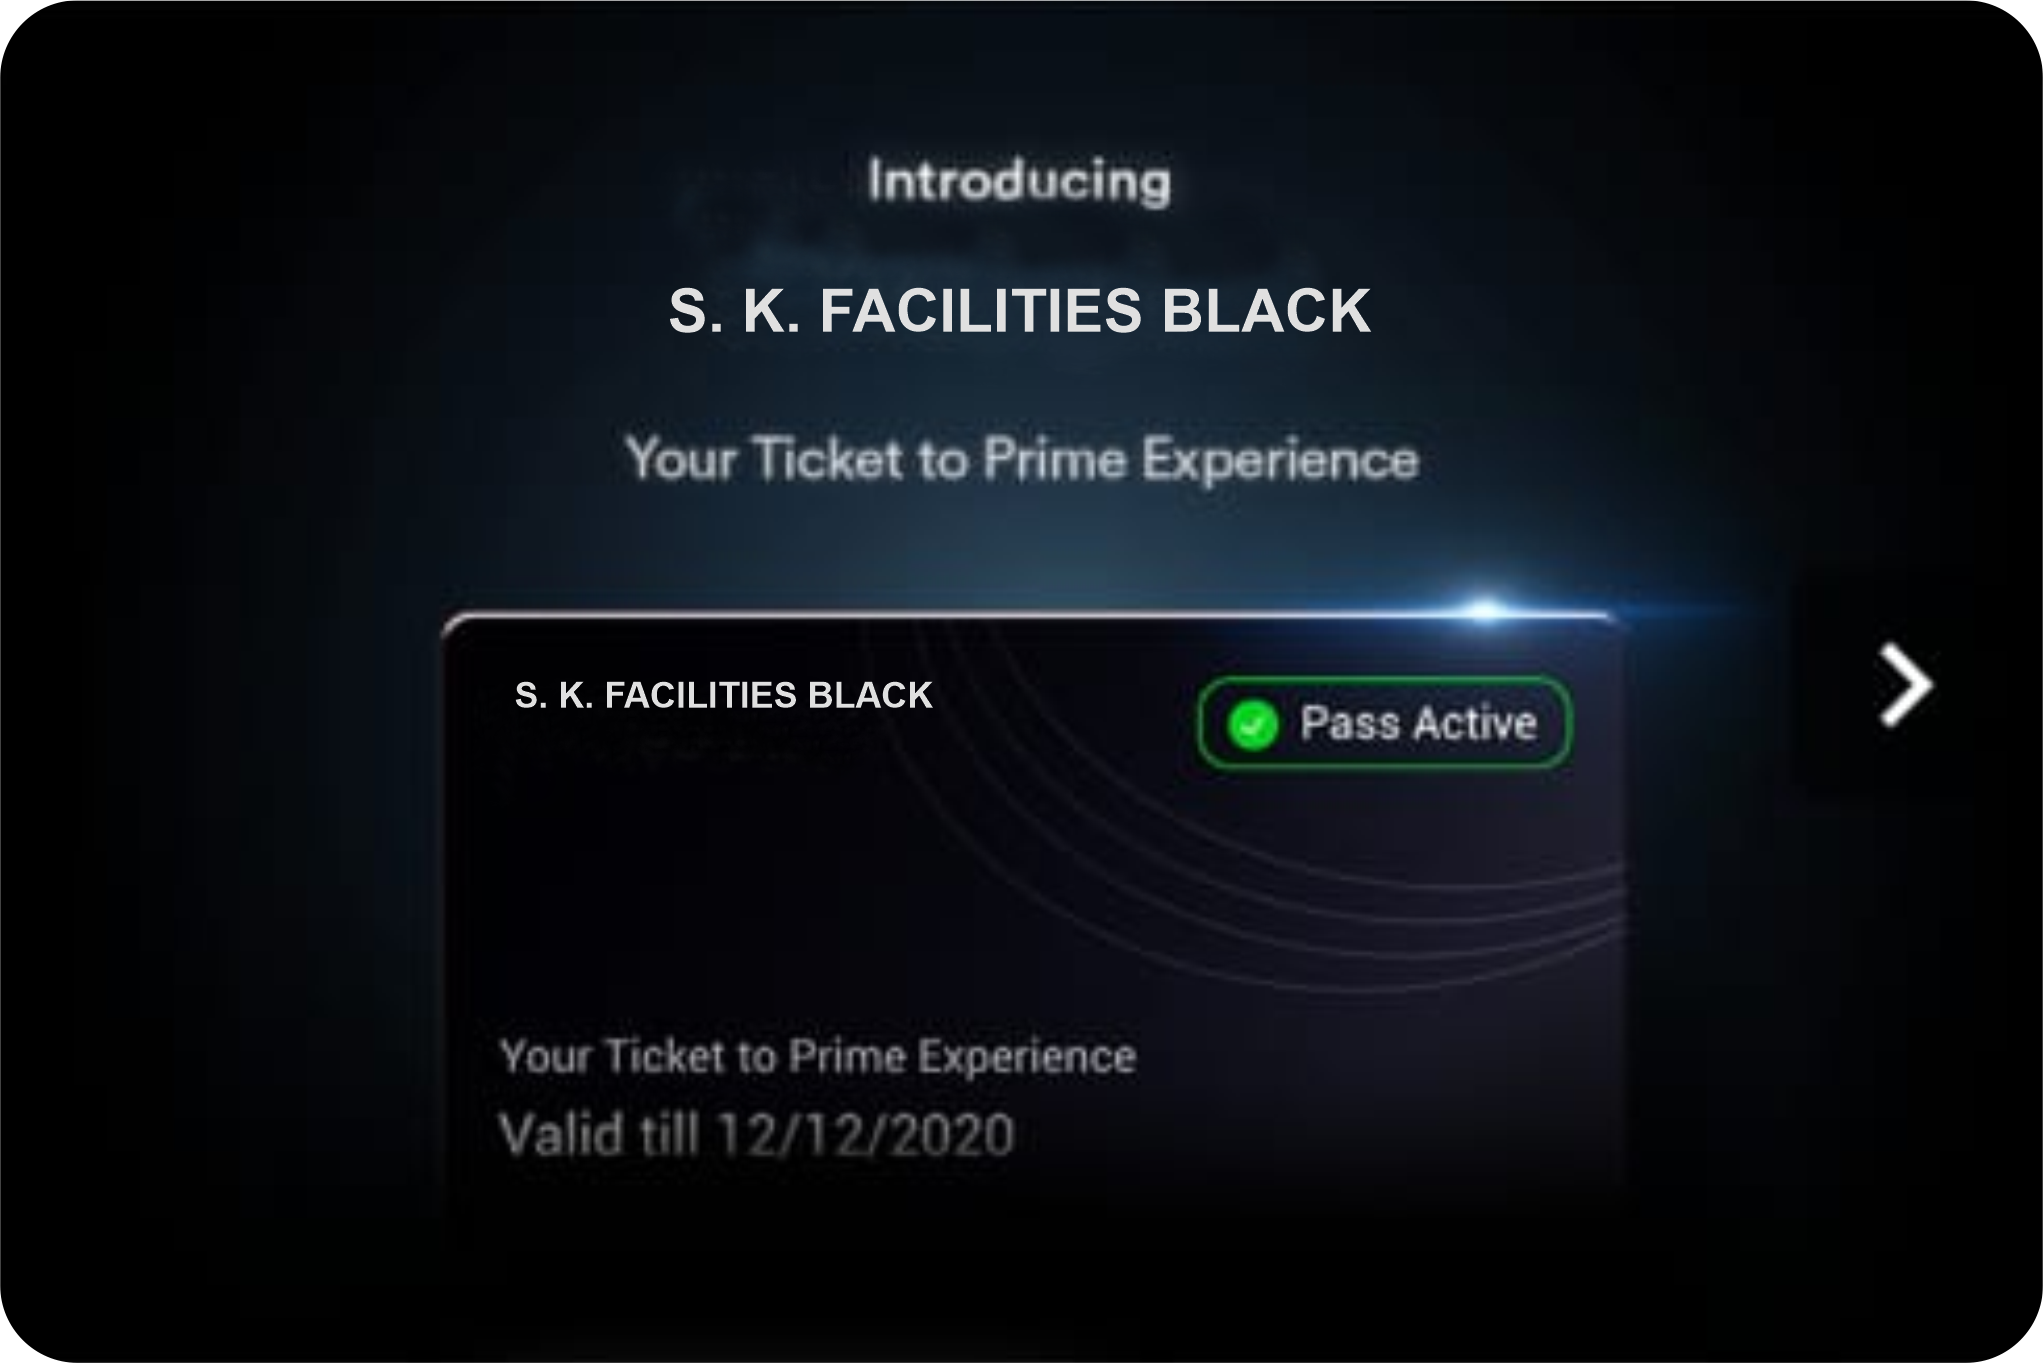 Introducing
S. K. FACILITIES BLACK
Your Ticket to Prime Experience
S. K. FACILITIES BLACK
Pass Active
Your Ticket to Prime Experience
Valid till 12/12/2020